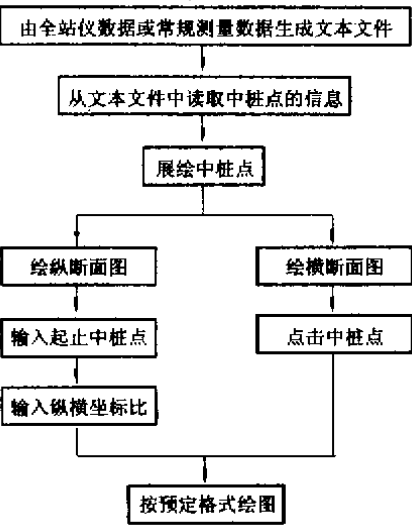 由全站仪数据或常规测量数据生成文本文件
从文本文件中读取中桩点的信息
展绘中桩点
绘纵断面图
绘横断面图
输入起止中桩点
点击中桩点
输入纵横坐标比
按预定格式绘图